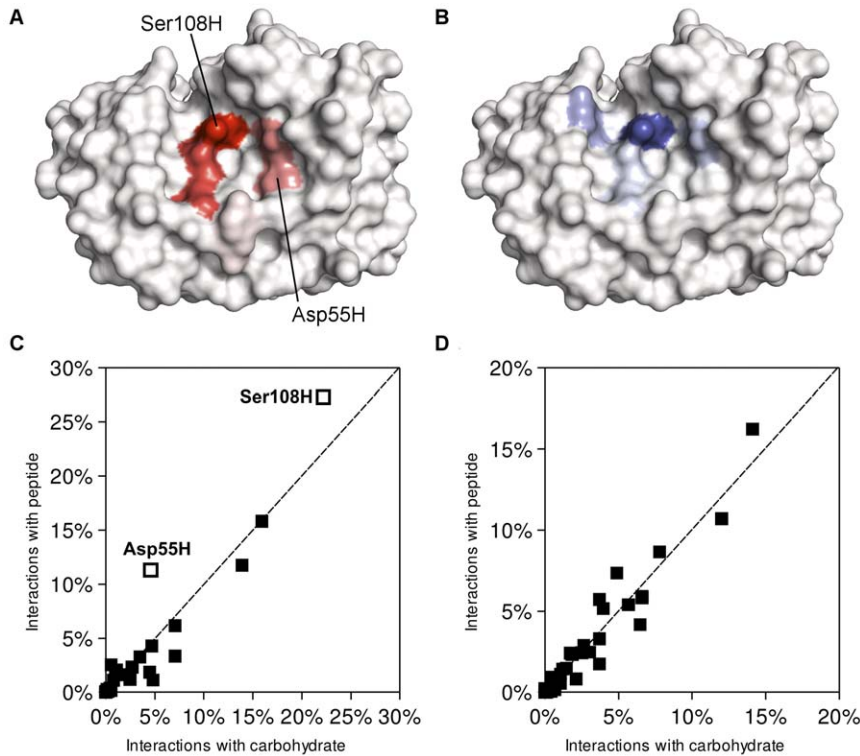 A
B
Ser108H
Asp55H
C
D
30%
25%
20%
15%
10%
5%
0%
Interactions with peptide
Ser108H
Asp55H
0% 5% 10% 15% 20% 25% 30%
Interactions with carbohydrate
20%
15%
10%
5%
0%
Interactions with peptide
0% 5% 10% 15% 20%
Interactions with carbohydrate